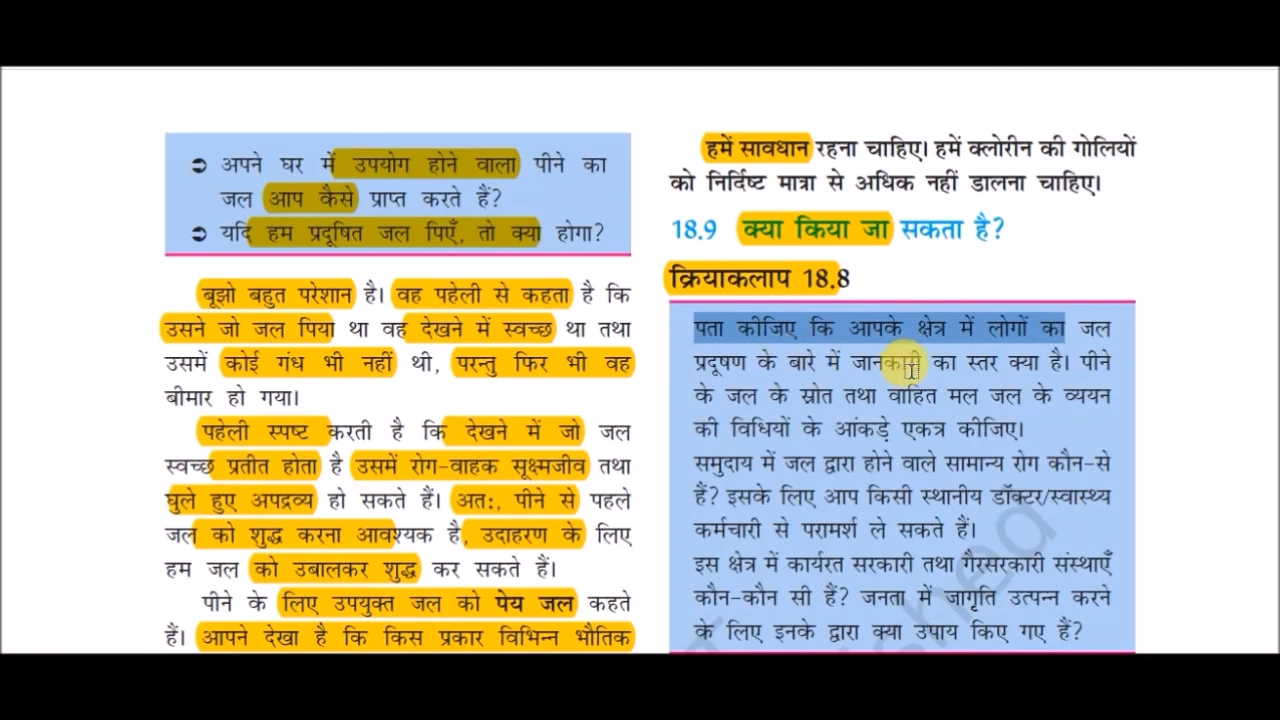 ➲ अपने घर में उपयोग होने वाला पीने का
जल आप कैसे प्राप्त करते हैं?
➲ यदि हम प्रदूषित जल पिएँ, तो क्या होगा?
बूझो बहुत परेशान है। वह पहेली से कहता है कि
उसने जो जल पिया था वह देखने में स्वच्छ था तथा
उसमें कोई गंध भी नहीं थी, परन्तु फिर भी वह
बीमार हो गया।
पहेली स्पष्ट करती है कि देखने में जो जल
स्वच्छ प्रतीत होता है उसमें रोग-वाहक सूक्ष्मजीव तथा
घुले हुए अपद्रव्य हो सकते हैं। अतः, पीने से पहले
जल को शुद्ध करना आवश्यक है, उदाहरण के लिए
हम जल को उबालकर शुद्ध कर सकते हैं।
पीने के लिए उपयुक्त जल को पेय जल कहते
हैं। आपने देखा है कि किस प्रकार विभिन्न भौतिक
हमें सावधान रहना चाहिए। हमें क्लोरीन की गोलियों
को निर्दिष्ट मात्रा से अधिक नहीं डालना चाहिए।
18.9 क्या किया जा सकता है?
क्रियाकलाप 18.8
पता कीजिए कि आपके क्षेत्र में लोगों का जल
प्रदूषण के बारे में जानकारी का स्तर क्या है। पीने
के जल के स्रोत तथा वाहित मल जल के व्ययन
की विधियों के आंकड़े एकत्र कीजिए।
समुदाय में जल द्वारा होने वाले सामान्य रोग कौन-से
हैं? इसके लिए आप किसी स्थानीय डॉक्टर/स्वास्थ्य
कर्मचारी से परामर्श ले सकते हैं।
इस क्षेत्र में कार्यरत सरकारी तथा गैरसरकारी संस्थाएँ
कौन-कौन सी हैं? जनता में जागृति उत्पन्न करने
के लिए इनके द्वारा क्या उपाय किए गए हैं?